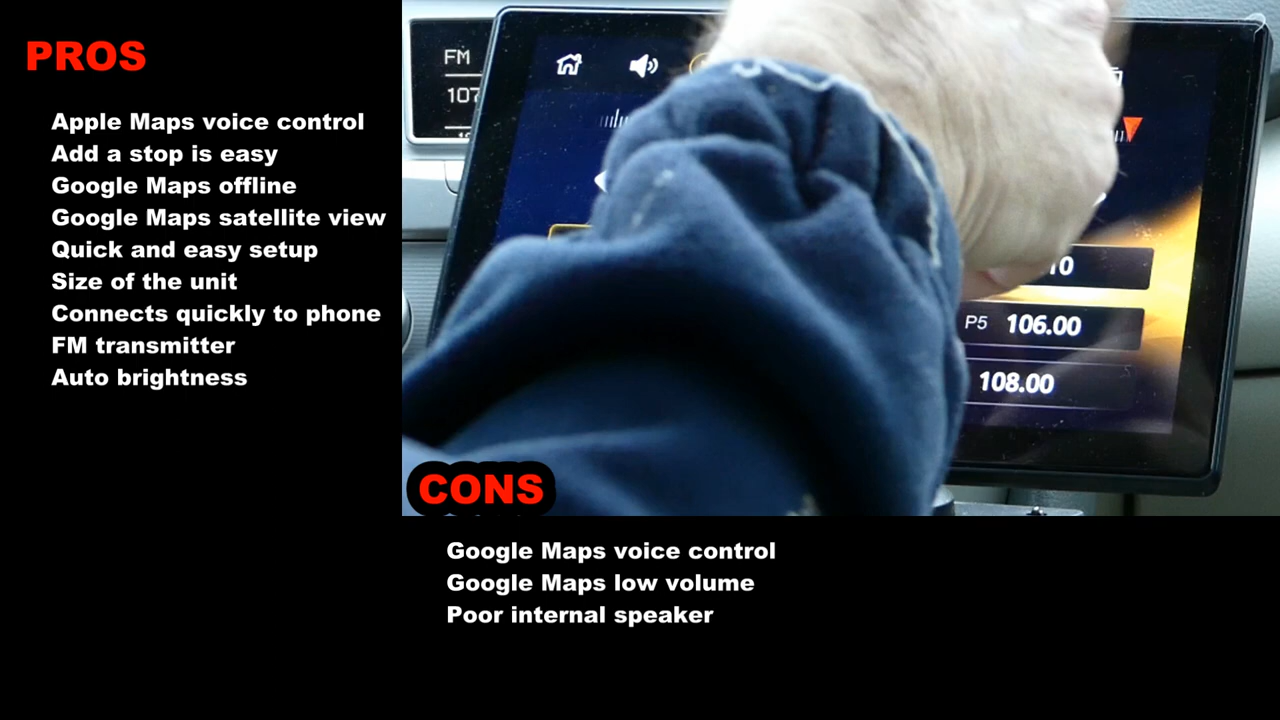 PROS
Apple Maps voice control
Add a stop is easy
Google Maps offline
Google Maps satellite view
Quick and easy setup
Size of the unit
Connects quickly to phone
FM transmitter
Auto brightness
FM
107
10
P5 106.00
108.00
CONS
Google Maps voice control
Google Maps low volume
Poor internal speaker